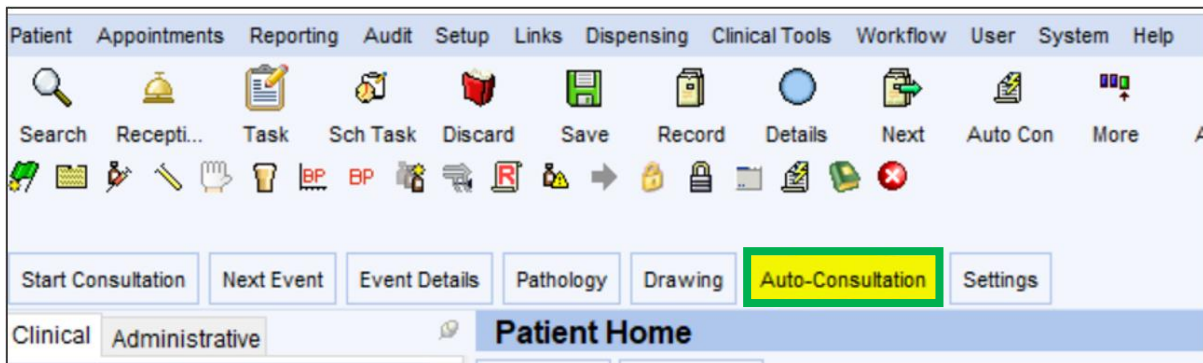 Patient Appointments Reporting Audit Setup Links Dispensing Clinical Tools Workflow User System Help
Search Recepti... Task Sch Task Discard Save Record Details Next Auto Con More
BP BP R
Start Consultation Next Event Event Details Pathology Drawing Auto-Consultation Settings
Clinical Administrative Patient Home